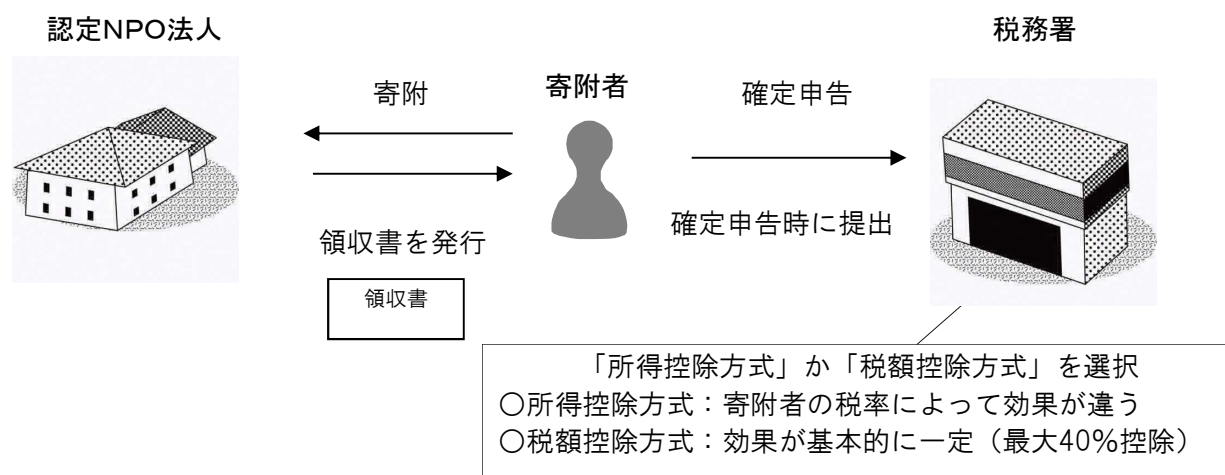 認定NPO法人
税務署
寄附
寄附者
確定申告
領収書を発行
確定申告時に提出
領収書
「所得控除方式」か「税額控除方式」を選択
〇所得控除方式：寄附者の税率によって効果が違う
〇税額控除方式：効果が基本的に一定（最大40%控除）